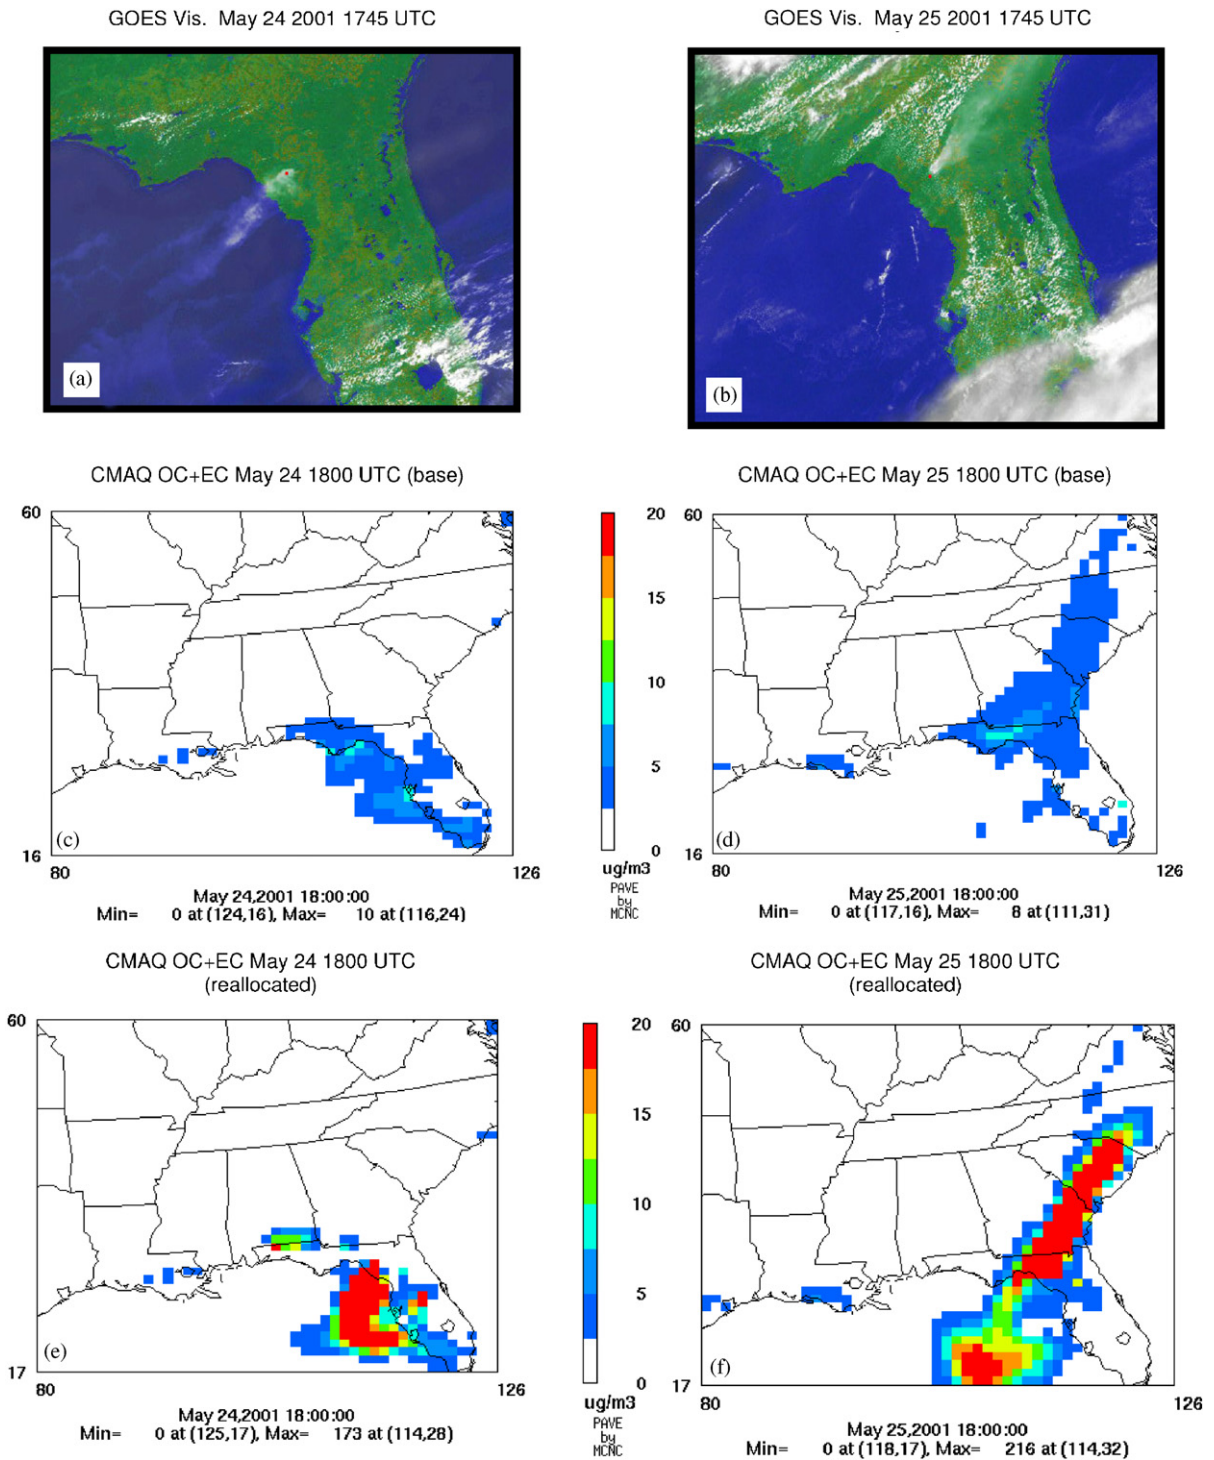 GOES Vis. May 24 2001 1745 UTC
GOES Vis. May 25 2001 1745 UTC
(a)
(b)
CMAQ OC+EC May 24 1800 UTC (base)
CMAQ OC+EC May 25 1800 UTC (base)
60
20
60
15
10
5
(c)
0
(d)
16
16
80
126
ug/m3
80
126
PAVE
by
MCNC
May 24,2001 18:00:00
Min= 0 at (124,16), Max= 10 at (116,24)
May 25,2001 18:00:00
Min= 0 at (117,16), Max= 8 at (111,31)
CMAQ OC+EC May 24 1800 UTC
(reallocated)
CMAQ OC+EC May 25 1800 UTC
(reallocated)
60
20
60
15
10
5
(e)
0
(f)
17
17
80
126
ug/m3
80
126
PAVE
by
MCNC
May 24,2001 18:00:00
Min= 0 at (125,17), Max= 173 at (114,28)
May 25,2001 18:00:00
Min= 0 at (118,17), Max= 216 at (114,32)